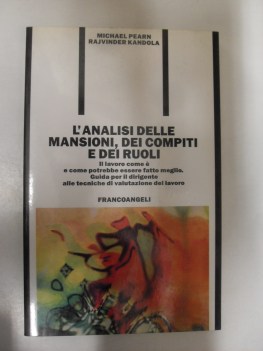 MICHAEL PEARN
RAJVINDER KANDOLA
L'ANALISI DELLE
MANSIONI, DEI COMPITI
E DEI RUOLI
Il lavoro come è
e come potrebbe essere fatto meglio.
Guida per il dirigente
alle tecniche di valutazione del lavoro
FRANCOANGELI